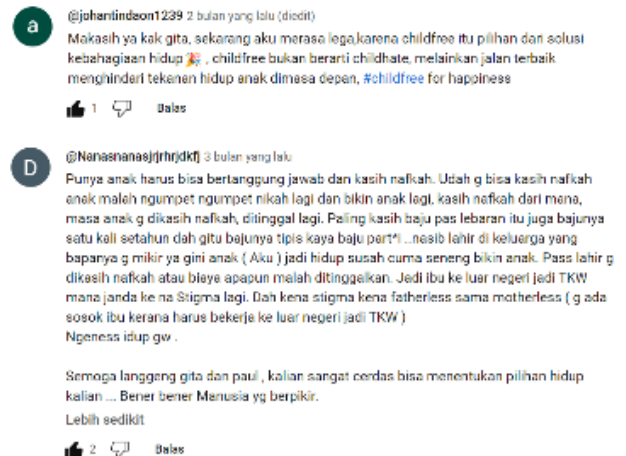 a
@johantindaon1239 2 bulan yang lalu (diedit)
Makasih ya kak gita, sekarang aku merasa lega,karena childfree itu pilihan dari solusi
kebahagiaan hidup 🎉 , childfree bukan berarti childhate, melainkan jalan terbaik
menghindari tekanan hidup anak dimasa depan, #childfree for happiness
1 Balas
D
@Nanasnanasjrjrhrjdkfj 3 bulan yang lalu
Punya anak harus bisa bertanggung jawab dan kasih nafkah. Udah g bisa kasih nafkah
anak malah ngumpet ngumpet nikah lagi dan bikin anak lagi, kasih nafkah dari mana,
masa anak g dikasih nafkah, ditinggal lagi. Paling kasih baju pas lebaran itu juga bajunya
satu kali setahun dah gitu bajunya tipis kaya baju part*i ..nasib lahir di keluarga yang
bapanya g mikir ya gini anak ( Aku ) jadi hidup susah cuma seneng bikin anak. Pass lahir g
dikasih nafkah atau biaya apapun malah ditinggalkan. Jadi ibu ke luar negeri jadi TKW
mana janda ke na Stigma lagi. Dah kena stigma kena fatherless sama motherless ( g ada
sosok ibu kerana harus bekerja ke luar negeri jadi TKW )
Ngeness idup gw .
Semoga langgeng gita dan paul , kalian sangat cerdas bisa menentukan pilihan hidup
kalian ... Bener bener Manusia yg berpikir.
Lebih sedikit
2 Balas